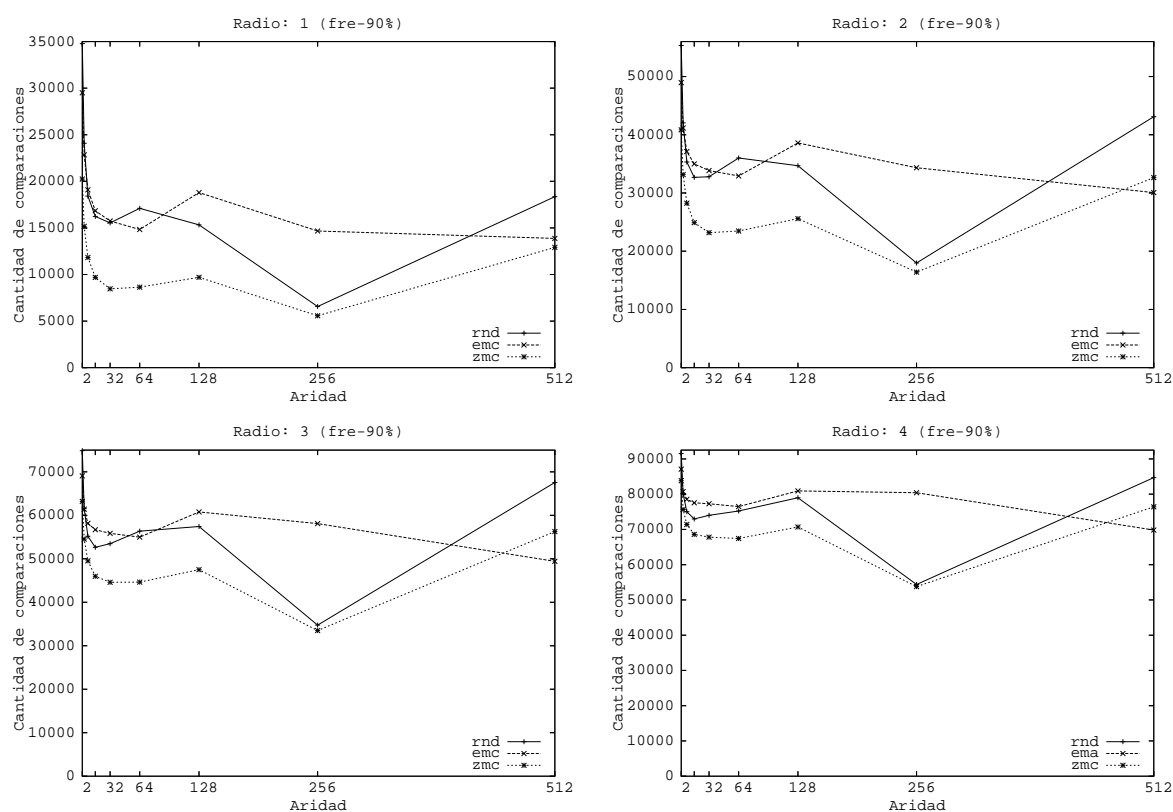 Radio: 1 (fre-90%)
Cantidad de comparaciones
35000
30000
25000
20000
15000
10000
5000
0
rnd
emc
zmc
2 32 64 128 256 512
Aridad
Radio: 2 (fre-90%)
Cantidad de comparaciones
50000
40000
30000
20000
10000
0
rnd
emc
zmc
2 32 64 128 256 512
Aridad
Radio: 3 (fre-90%)
Cantidad de comparaciones
70000
60000
50000
40000
30000
20000
10000
0
rnd
emc
zmc
2 32 64 128 256 512
Aridad
Radio: 4 (fre-90%)
Cantidad de comparaciones
90000
80000
70000
60000
50000
40000
30000
20000
10000
0
rnd
ema
zmc
2 32 64 128 256 512
Aridad